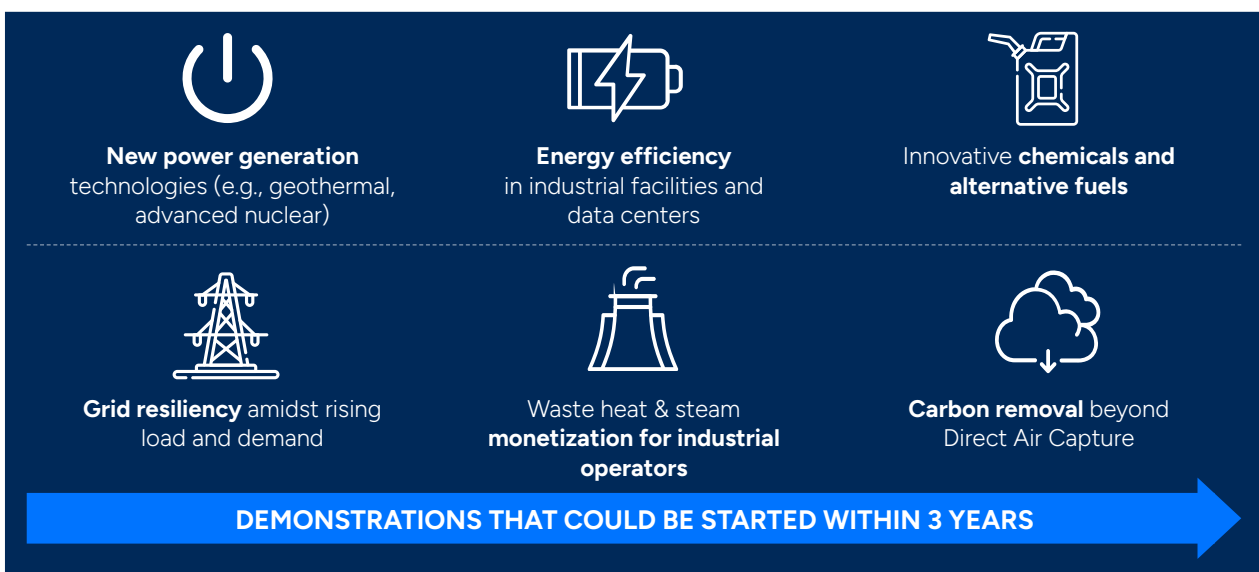 New power generation
technologies (e.g., geothermal,
advanced nuclear)
Energy efficiency
in industrial facilities and
data centers
Innovative chemicals and
alternative fuels
Grid resiliency amidst rising
load and demand
Waste heat & steam
monetization for industrial
operators
Carbon removal beyond
Direct Air Capture
DEMONSTRATIONS THAT COULD BE STARTED WITHIN 3 YEARS